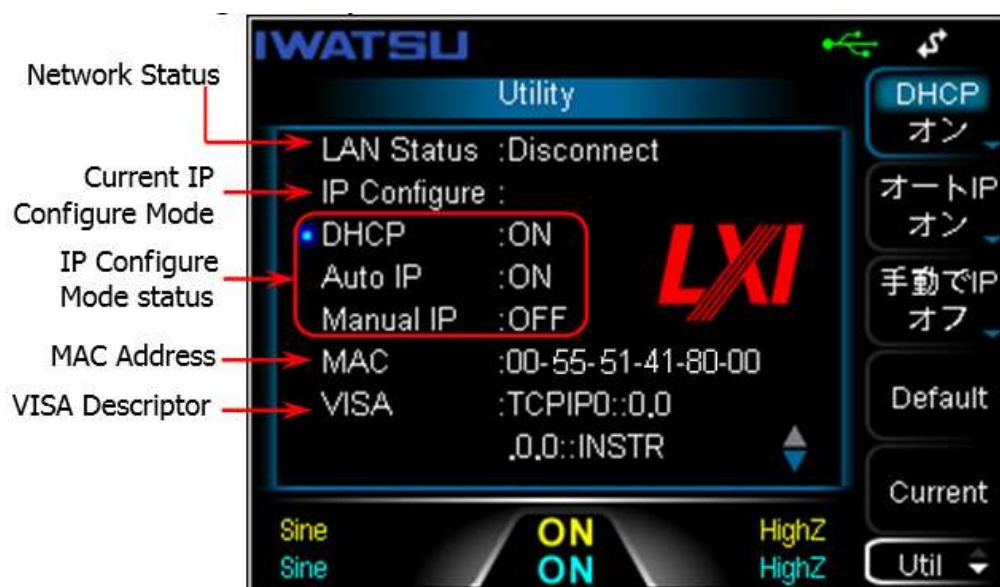 IWATSU
Network Status
Utility
DHCP
オン
LAN Status :Disconnect
Current IP
Configure Mode
IP Configure :
オートIP
オン
IP Configure
Mode status
DHCP :ON
Auto IP :ON
Manual IP :OFF
LXI
手動でIP
オフ
MAC Address
MAC :00-55-51-41-80-00
VISA Descriptor
VISA :TCPIP0::0.0
.0.0::INSTR
Default
Current
Sine ON HighZ
Sine ON HighZ
Util